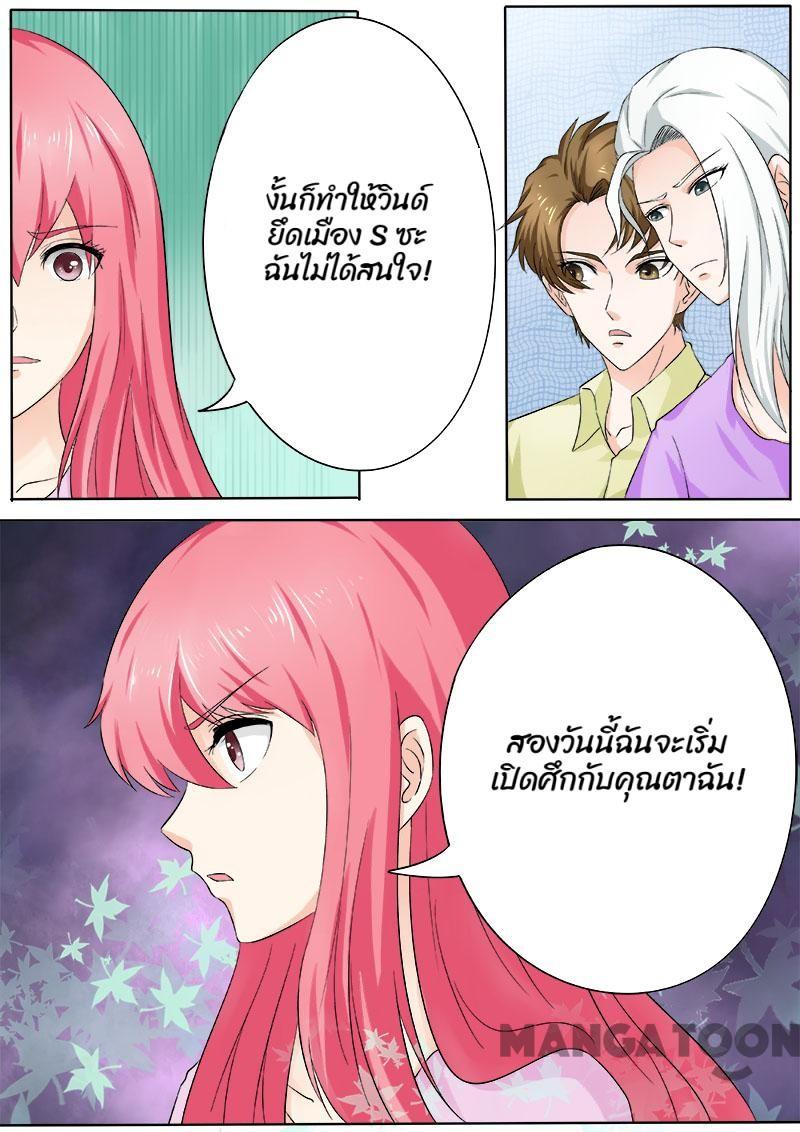 งั้นก็ทำให้วินด์
ยึดเมือง S ซะ
ฉันไม่ได้สนใจ!
สองวันนี้ฉันจะเริ่ม
เปิดศึกกับคุณตาฉัน!
MANGATOON